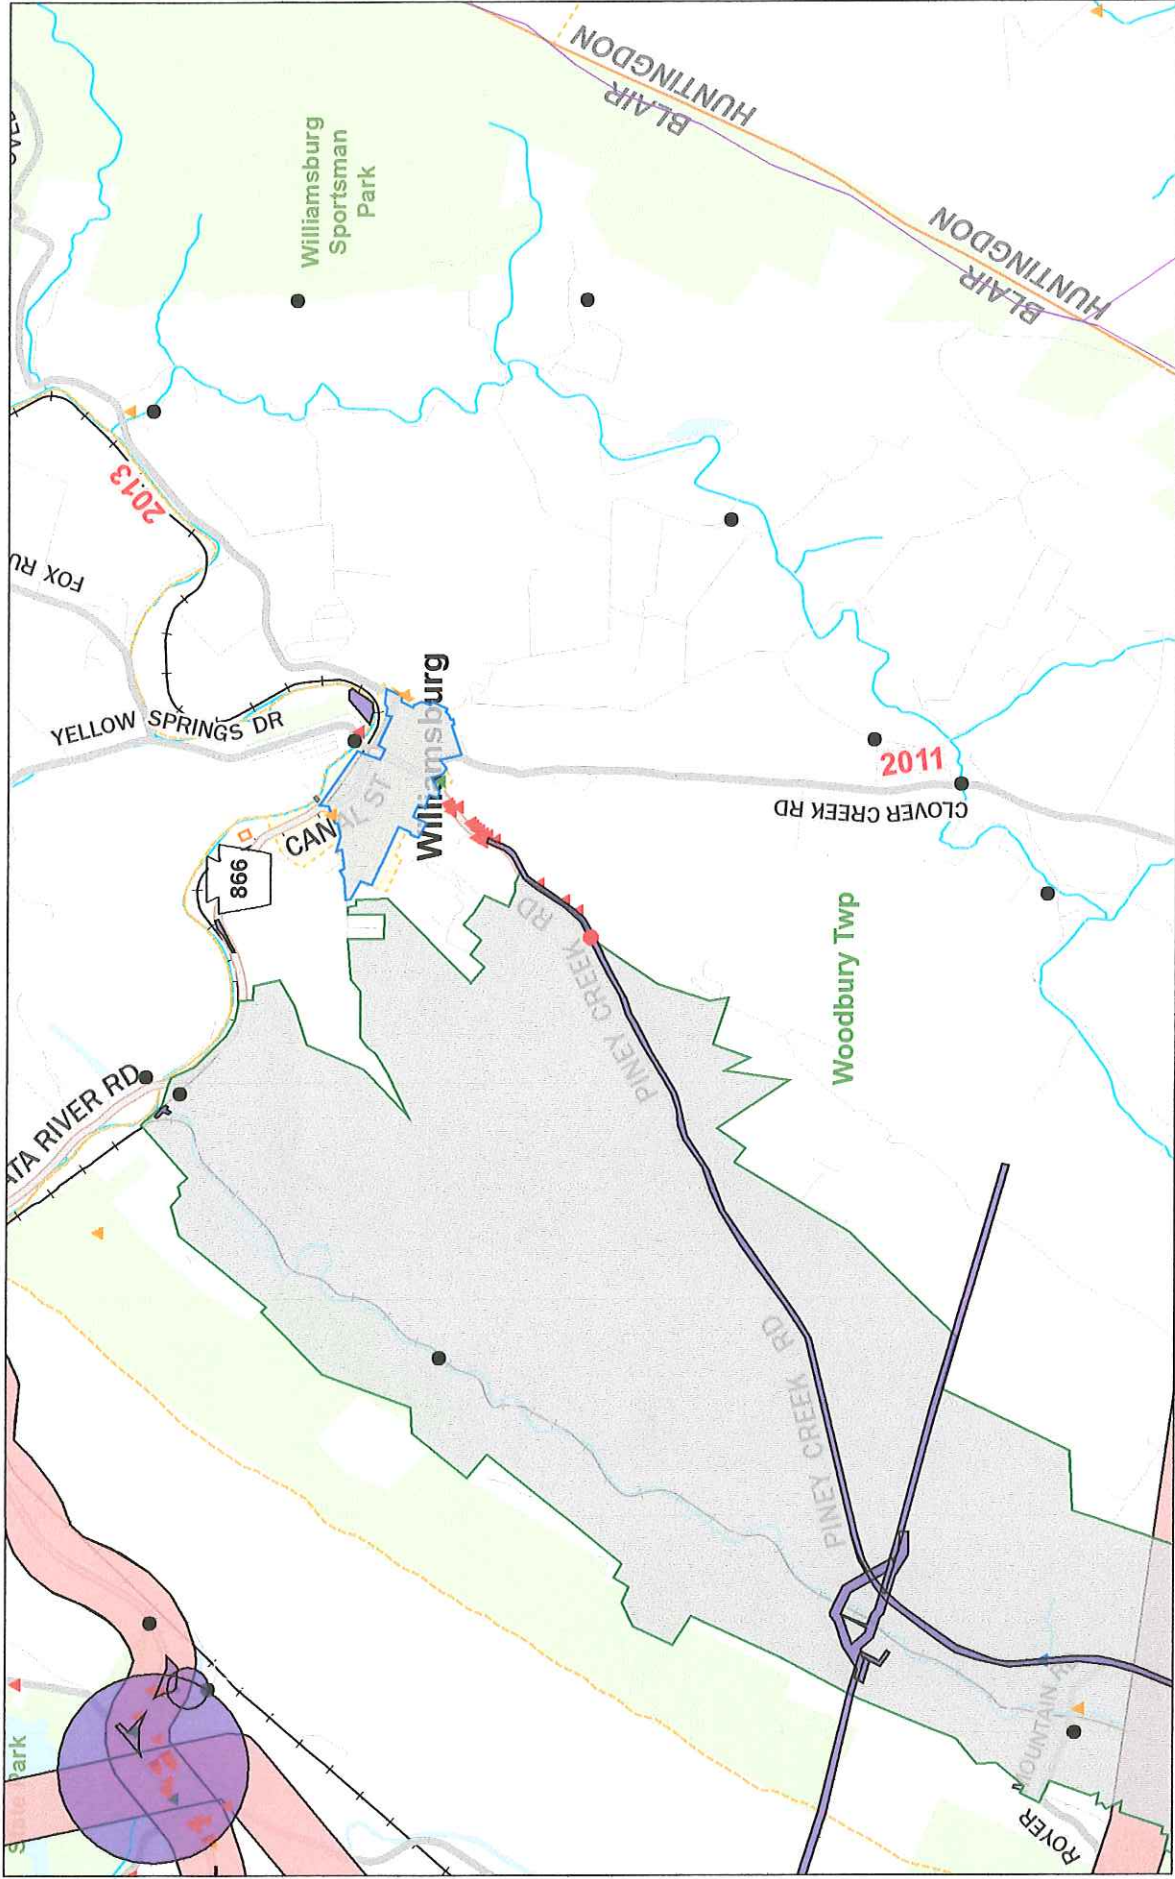 Williamsburg
Sportsman
Park
HUNTINGDON
BLAIR
HUNTINGDON
BLAIR
2013
FOX RU
YELLOW SPRINGS DR
CANAL ST
Williamsburg
866
2011
CLOVER CREEK RD
PINEY CREEK RD
Woodbury Twp
ATA RIVER RD
PINEY CREEK RD
State Park
MOUNTAIN R
ROYER